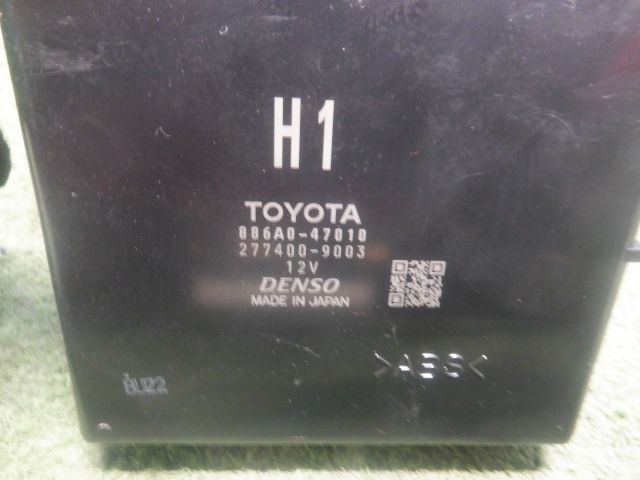 H1
TOYOTA
886A0-47010
277400-9003
12V
DENSO
MADE IN JAPAN
>ABS<